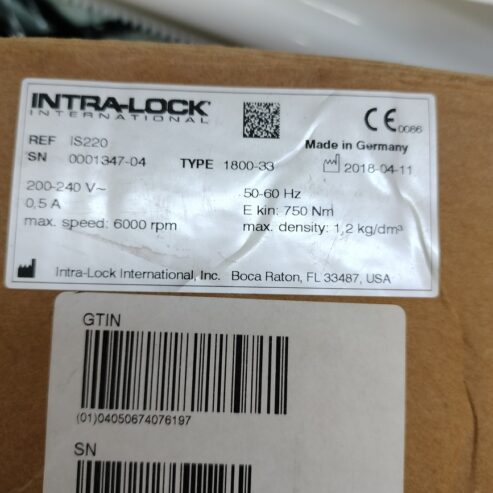 INTRA-LOCK®
INTERNATIONAL
CE 0086
REF IS220
Made in Germany
SN 0001347-04 TYPE 1800-33 2018-04-11
200-240 V~ 50-60 Hz
0,5 A E kin: 750 Nm
max. speed: 6000 rpm max. density: 1,2 kg/dm³
Intra-Lock International, Inc. Boca Raton, FL 33487, USA
GTIN
(01)04050674076197
SN